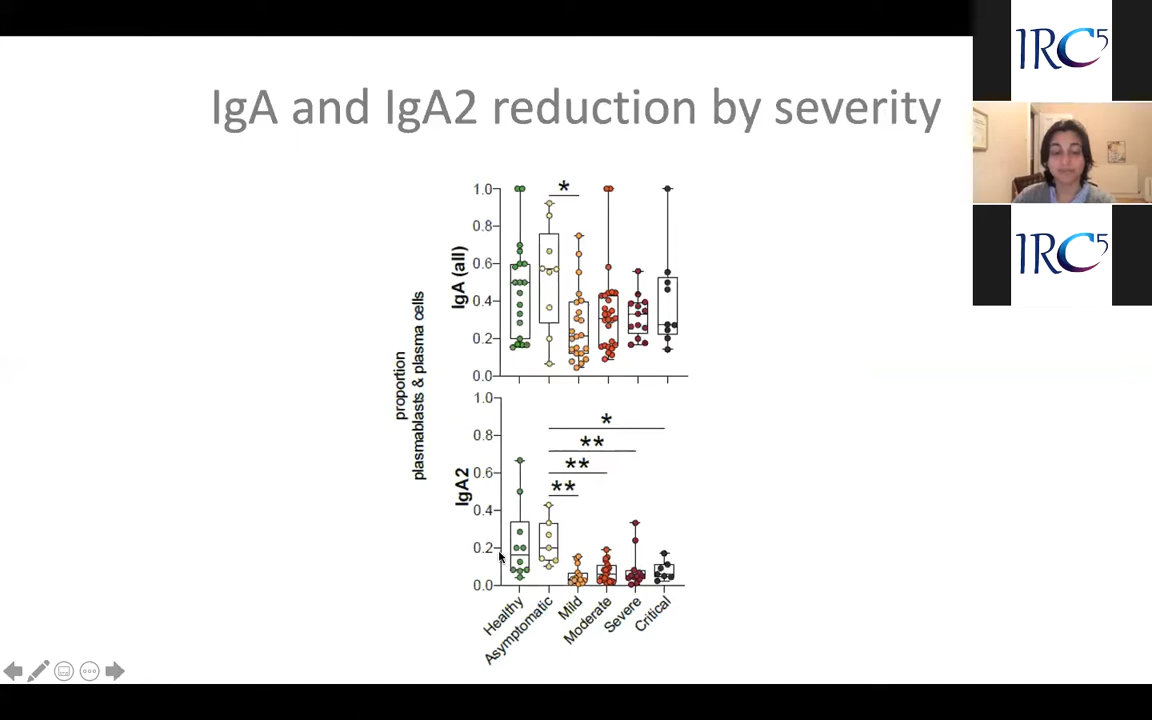 IgA and IgA2 reduction by severity
IRC5
IRC5
proportion
plasmablasts & plasma cells
IgA (all)
1.0
0.8
0.6
0.4
0.2
0.0
*
IgA2
1.0
0.8
0.6
0.4
0.2
0.0
*
**
**
**
Healthy
Asymptomatic
Mild
Moderate
Severe
Critical